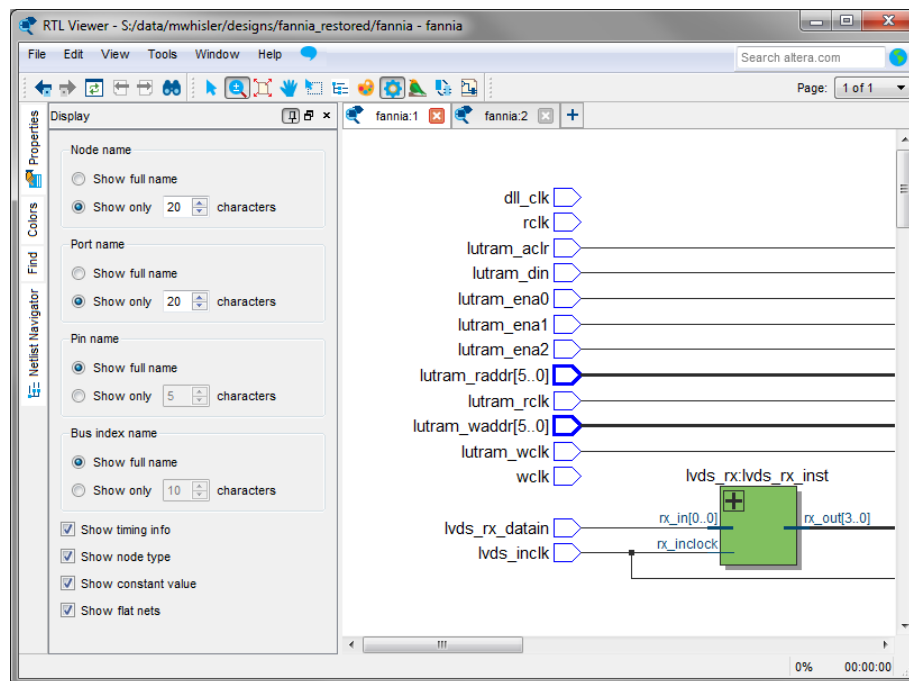 RTL Viewer - S:/data/mwhisler/designs/fannia_restored/fannia - fannia
File Edit View Tools Window Help
Search altera.com
Page: 1 of 1
Properties
Colors
Find
Netlist Navigator
Display
fannia:1
fannia:2
Node name
Show full name
Show only 20 characters
Port name
Show full name
Show only 20 characters
Pin name
Show full name
Show only 5 characters
Bus index name
Show full name
Show only 10 characters
Show timing info
Show node type
Show constant value
Show flat nets
dll_clk
rclk
lutram_aclr
lutram_din
lutram_ena0
lutram_ena1
lutram_ena2
lutram_raddr[5..0]
lutram_rclk
lutram_waddr[5..0]
lutram_wclk
wclk
lvds_rx:lvds_rx_inst
lvds_rx_datain
rx_in[0..0]
rx_out[3..0]
lvds_inclk
rx_inclock
0% 00:00:00